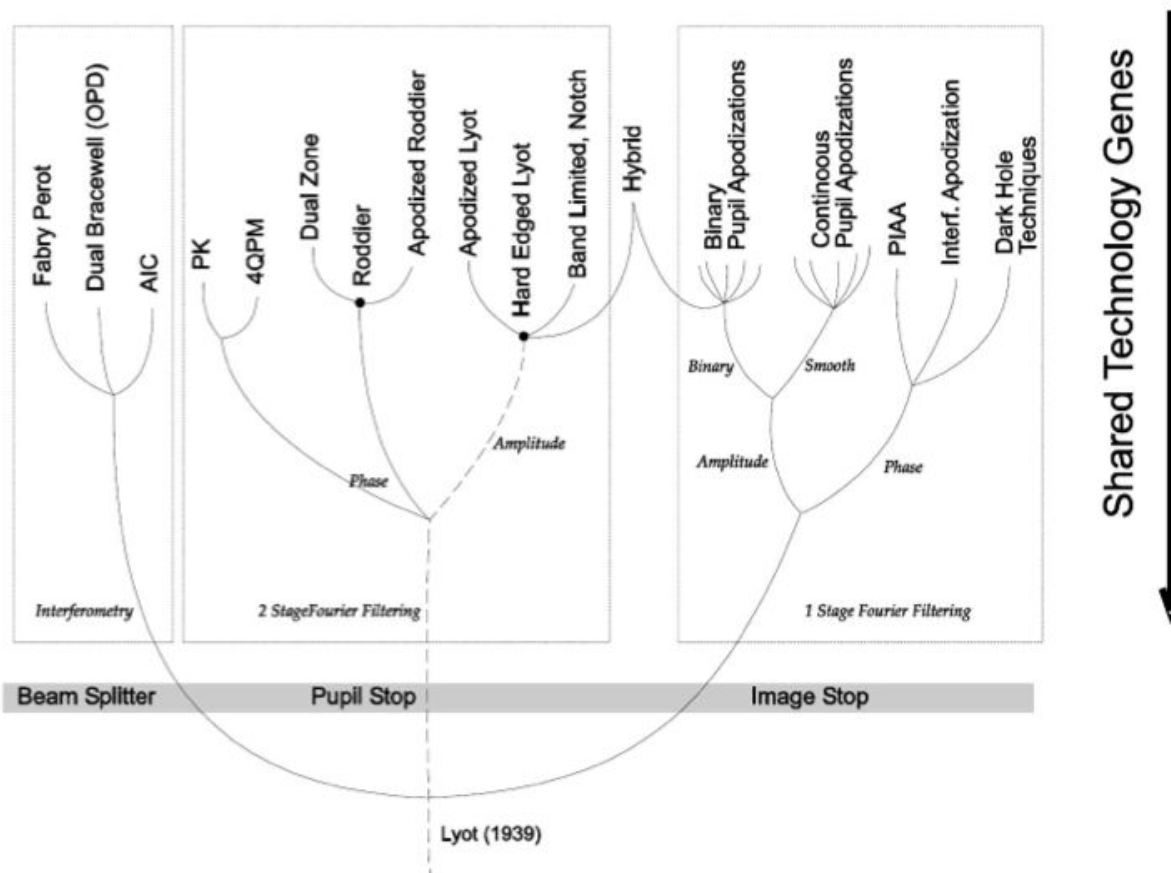 Fabry Perot
Dual Bracewell (OPD)
AIC
PK
4QPM
Dual Zone
Roddier
Apodized Roddier
Apodized Lyot
Hard Edged Lyot
Band Limited, Notch
Hybrid
Binary
Pupil Apodizations
Continoous
Pupil Apodizations
PIAA
Interf. Apodization
Dark Hole
Techniques
Shared Technology Genes
Binary
Smooth
Amplitude
Amplitude
Phase
Phase
Interferometry
2 StageFourier Filtering
1 Stage Fourier Filtering
Beam Splitter
Pupil Stop
Image Stop
Lyot (1939)